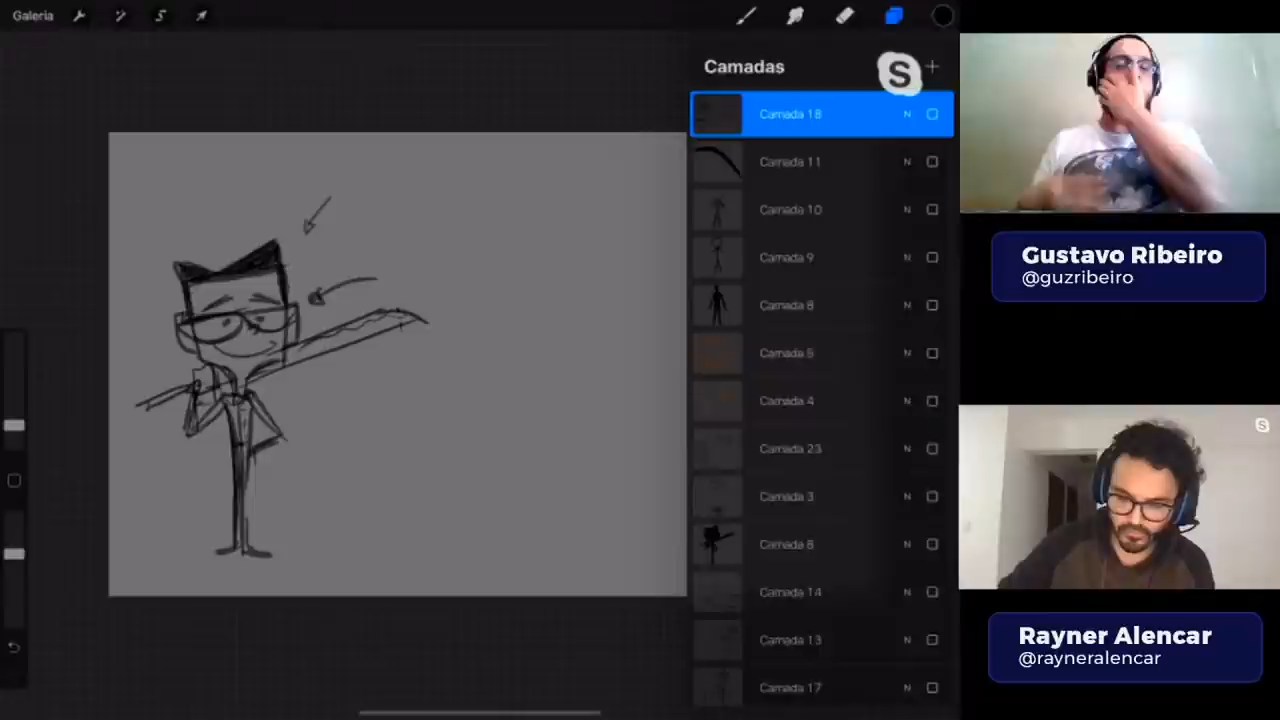 Galeria
Camadas
Camada 18 N
Camada 11 N
Camada 10 N
Camada 9 N
Camada 8 N
Camada 5 N
Camada 4 N
Camada 23 N
Camada 3 N
Camada 6 N
Camada 14 N
Camada 13 N
Camada 17 N
Gustavo Ribeiro
@guzribeiro
Rayner Alencar
@rayneralencar